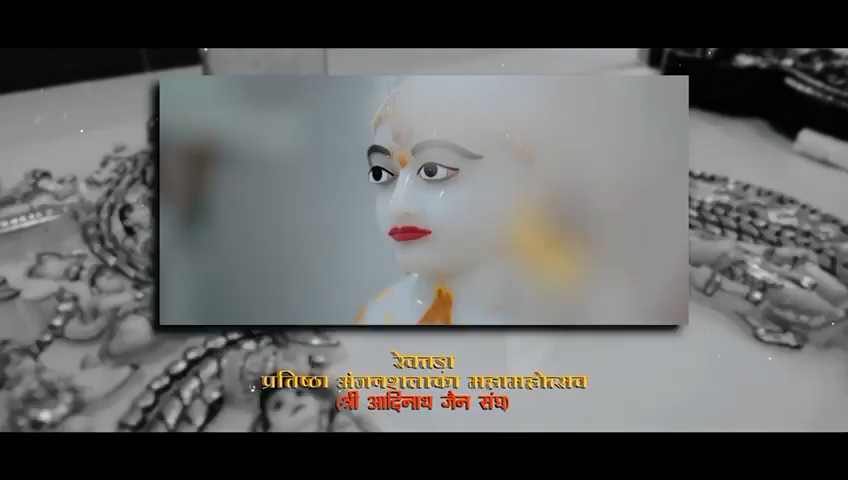 रेवतड़ा
प्रतिष्ठा अंजनशलाका महामहोत्सव
(श्री आदिनाथ जैन संघ)